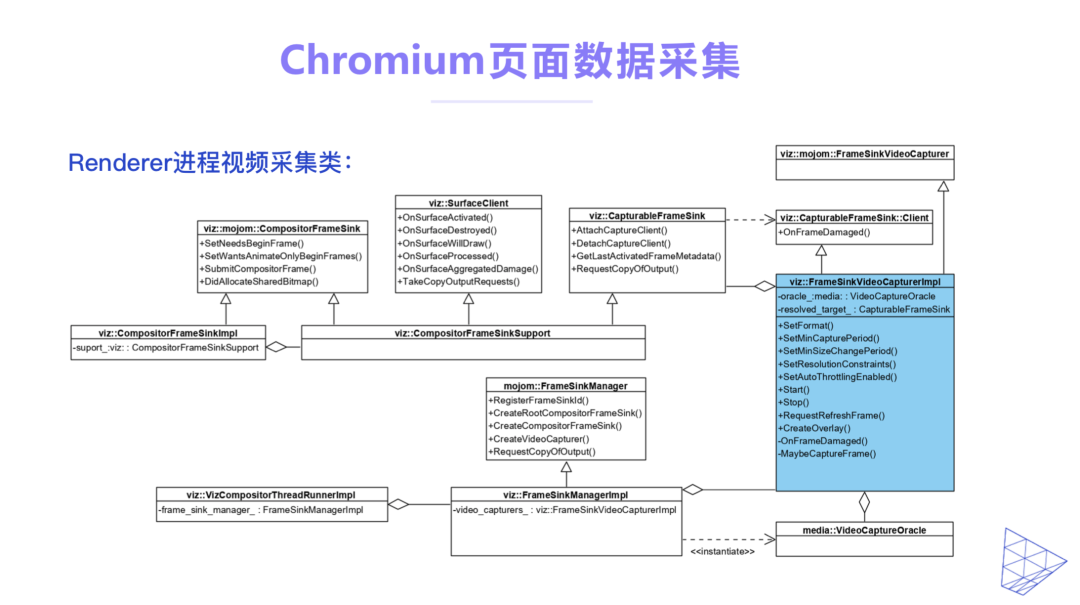 Chromium页面数据采集
Renderer进程视频采集类：
viz::mojom::FrameSinkVideoCapturer
viz::mojom::CompositorFrameSink
+SetNeedsBeginFrame()
+SetWantsAnimateOnlyBeginFrames()
+SubmitCompositorFrame()
+DidAllocateSharedBitmap()
viz::SurfaceClient
+OnSurfaceActivated()
+OnSurfaceDestroyed()
+OnSurfaceWillDraw()
+OnSurfaceProcessed()
+OnSurfaceAggregatedDamage()
+TakeCopyOutputRequests()
viz::CapturableFrameSink
+AttachCaptureClient()
+DetachCaptureClient()
+GetLastActivatedFrameMetadata()
+RequestCopyOfOutput()
viz::CapturableFrameSink::Client
+OnFrameDamaged()
viz::FrameSinkVideoCapturerImpl
-oracle_:media: : VideoCaptureOracle
-resolved_target_ : CapturableFrameSink
+SetFormat()
+SetMinCapturePeriod()
+SetMinSizeChangePeriod()
+SetResolutionConstraints()
+SetAutoThrottlingEnabled()
+Start()
+Stop()
+RequestRefreshFrame()
+CreateOverlay()
-OnFrameDamaged()
-MaybeCaptureFrame()
viz::CompositorFrameSinkImpl
-suport_:viz: : CompositorFrameSinkSupport
viz::CompositorFrameSinkSupport
mojom::FrameSinkManager
+RegisterFrameSinkId()
+CreateRootCompositorFrameSink()
+CreateCompositorFrameSink()
+CreateVideoCapturer()
+RequestCopyOfOutput()
viz::VizCompositorThreadRunnerImpl
-frame_sink_manager_ : FrameSinkManagerImpl
viz::FrameSinkManagerImpl
-video_capturers_ : viz::FrameSinkVideoCapturerImpl
<<instantiate>>
media::VideoCaptureOracle